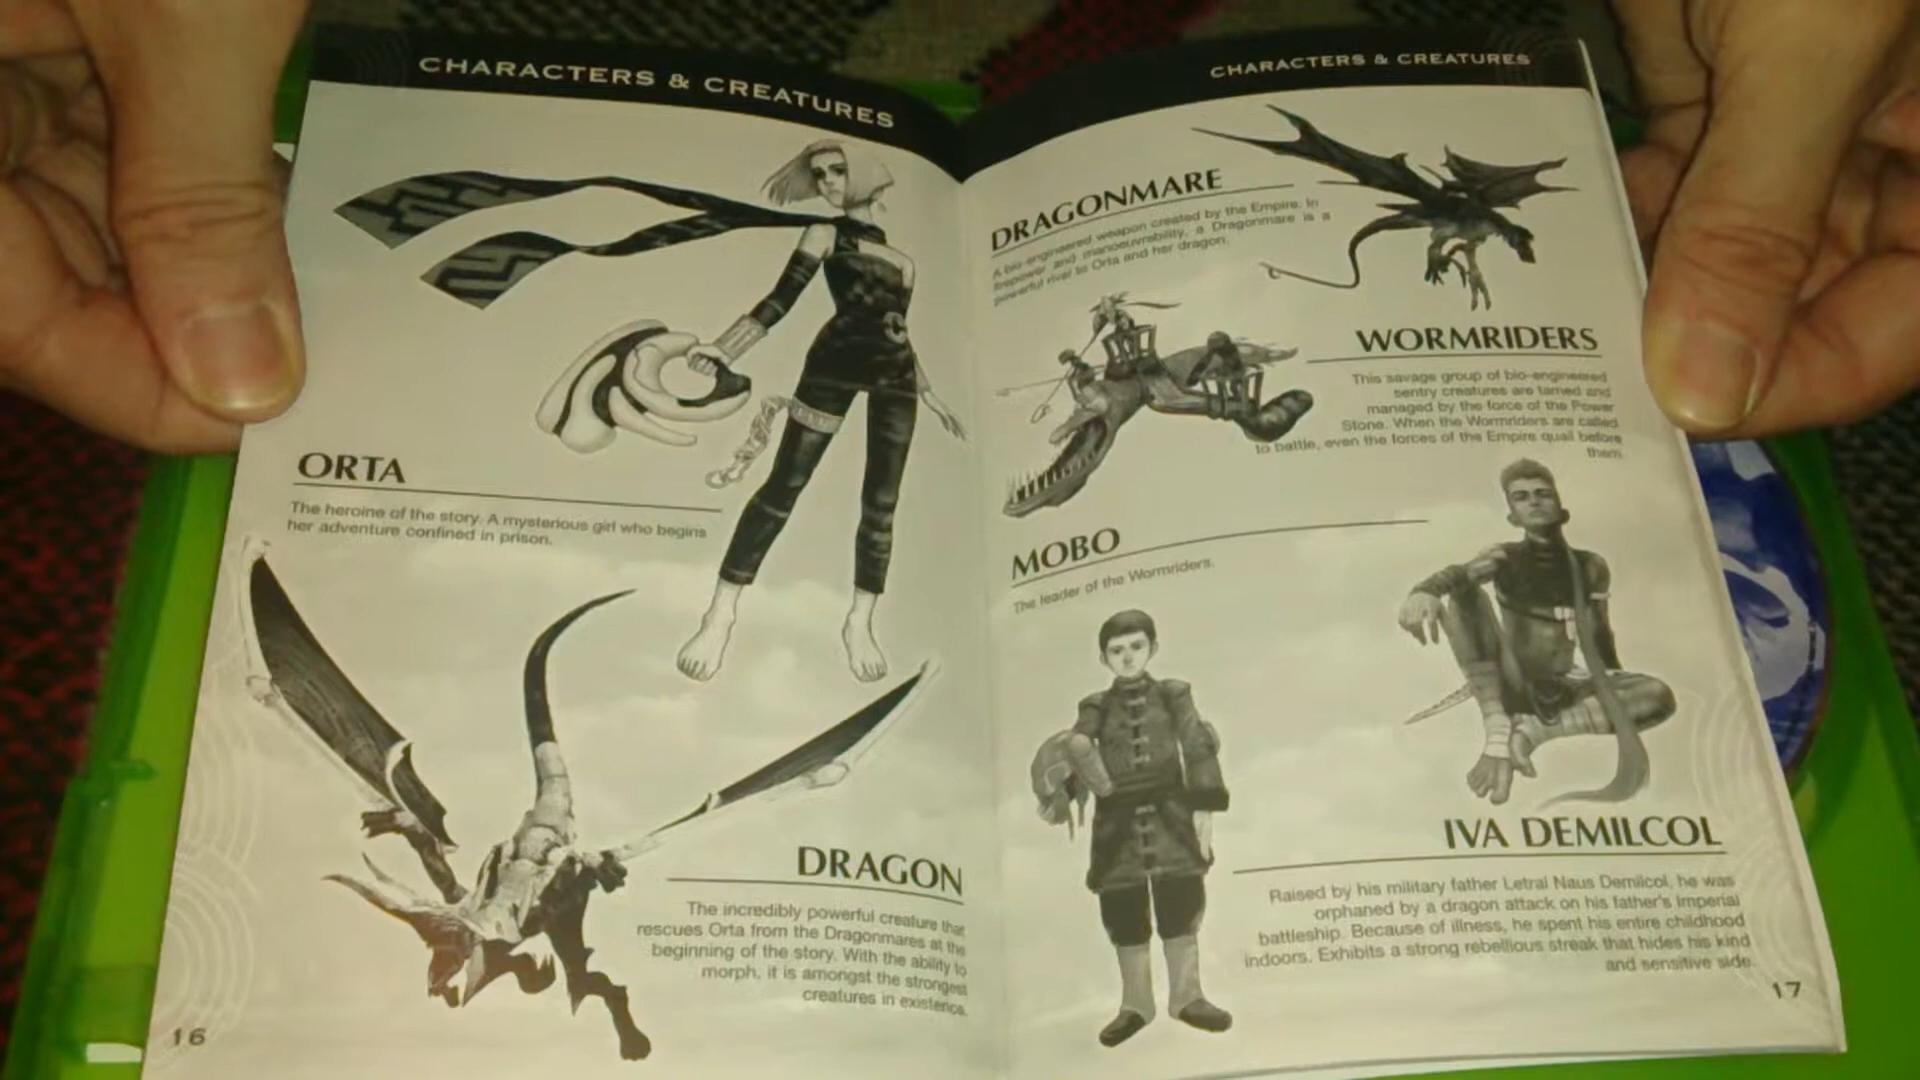 CHARACTERS & CREATURES
ORTA
The heroine of the story. A mysterious girl who begins
her adventure confined in prison.
DRAGON
The incredibly powerful creature that
rescues Orta from the Dragonmares at the
beginning of the story. With the ability to
morph, it is amongst the strongest
creatures in existence.
16
CHARACTERS & CREATURES
DRAGONMARE
A bio-engineered weapon created by the Empire. In
firepower and manoeuvrability, a Dragonmare is a
powerful rival to Orta and her dragon.
WORMRIDERS
This savage group of bio-engineered
sentry creatures are tamed and
managed by the force of the Power
Stone. When the Wormriders are called
to battle, even the forces of the Empire quail before
them.
MOBO
The leader of the Wormriders.
IVA DEMILCOL
Raised by his military father Letral Naus Demilcol, he was
orphaned by a dragon attack on his father's Imperial
battleship. Because of illness, he spent his entire childhood
indoors. Exhibits a strong rebellious streak that hides his kind
and sensitive side.
17